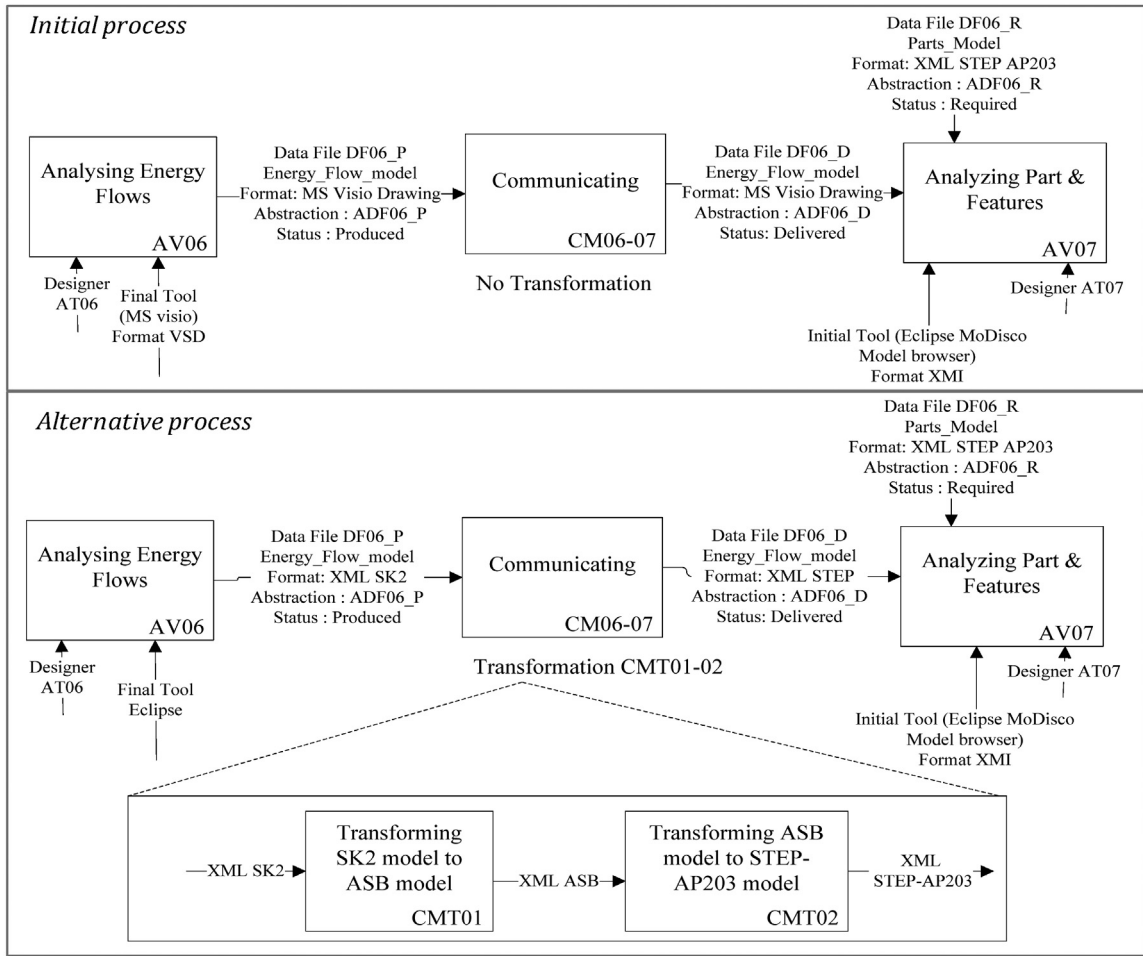 Initial process
Data File DF06_R
Parts_Model
Format: XML STEP AP203
Abstraction : ADF06_R
Status : Required
Analysing Energy
Flows
AV06
Data File DF06_P
Energy_Flow_model
Format: MS Visio Drawing
Abstraction : ADF06_P
Status : Produced
Communicating
CM06-07
No Transformation
Data File DF06_D
Energy_Flow_model
Format: MS Visio Drawing
Abstraction : ADF06_D
Status: Delivered
Analyzing Part &
Features
AV07
Designer
AT06
Final Tool
(MS visio)
Format VSD
Designer AT07
Initial Tool (Eclipse MoDisco
Model browser)
Format XMI
Alternative process
Data File DF06_R
Parts_Model
Format: XML STEP AP203
Abstraction : ADF06_R
Status : Required
Analysing Energy
Flows
AV06
Data File DF06_P
Energy_Flow_model
Format: XML SK2
Abstraction : ADF06_P
Status : Produced
Communicating
CM06-07
Transformation CMT01-02
Data File DF06_D
Energy_Flow_model
Format: XML STEP
Abstraction : ADF06_D
Status: Delivered
Analyzing Part &
Features
AV07
Designer
AT06
Final Tool
Eclipse
Designer AT07
Initial Tool (Eclipse MoDisco
Model browser)
Format XMI
XML SK2
Transforming
SK2 model to
ASB model
CMT01
XML ASB
Transforming ASB
model to STEP-
AP203 model
CMT02
XML
STEP-AP203